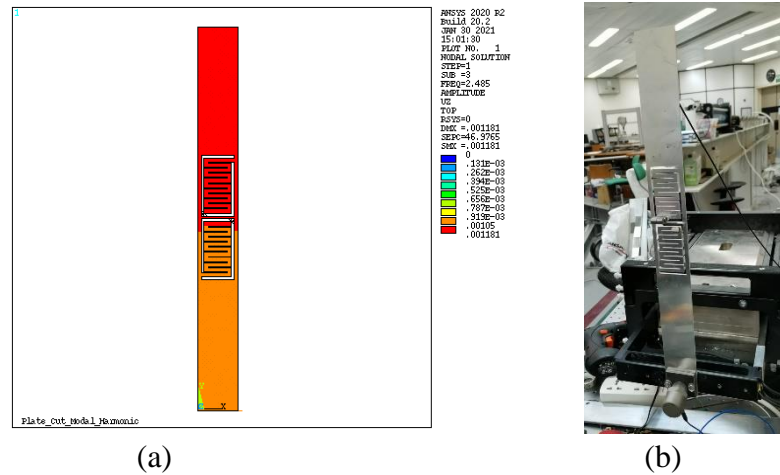 1
ANSYS 2020 R2
Build 20.2
JAN 30 2021
15:01:30
PLOT NO. 1
NODAL SOLUTION
STEP=1
SUB =3
FREQ=2.485
AMPLITUDE
UZ
TOP
RSYS=0
DMX =.001181
SEPC=46.9765
SMX =.001181
0
.131E-03
.262E-03
.394E-03
.525E-03
.656E-03
.787E-03
.919E-03
.00105
.001181
Y
X
Plate_Cut_Modal_Harmonic
(a)
(b)